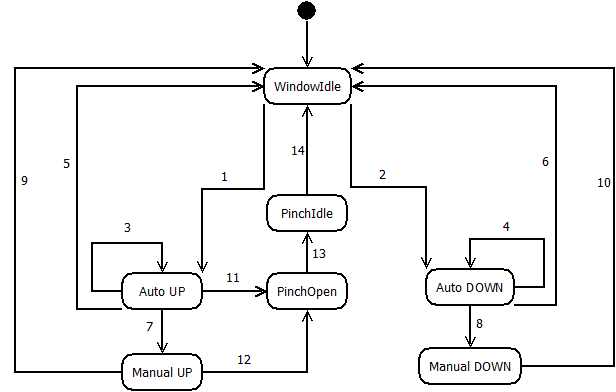 WindowIdle
14
5
6
9
1
2
10
PinchIdle
3
4
13
Auto UP
11
PinchOpen
Auto DOWN
7
8
12
Manual UP
Manual DOWN